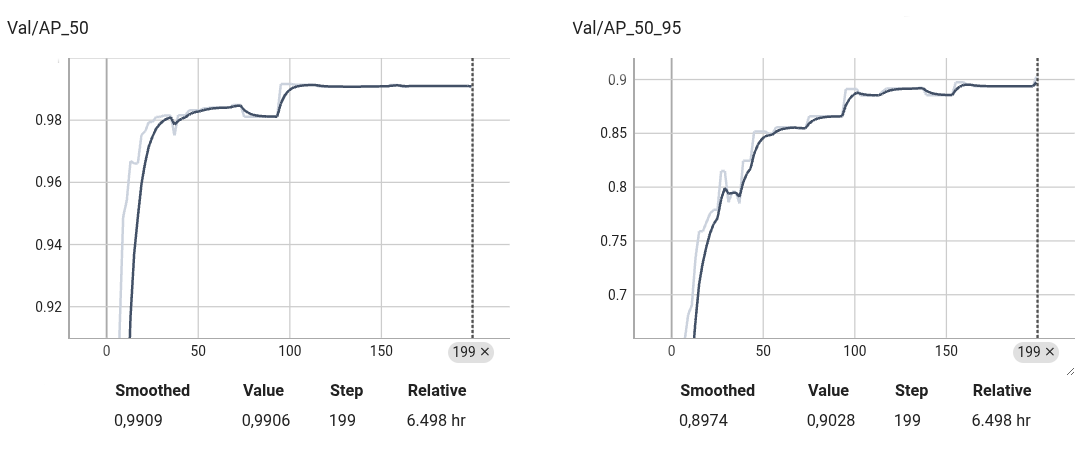 Val/AP_50
0.98
0.96
0.94
0.92
0 50 100 150 199 ×
Smoothed Value Step Relative
0,9909 0,9906 199 6.498 hr
Val/AP_50_95
0.9
0.85
0.8
0.75
0.7
0 50 100 150 199 ×
Smoothed Value Step Relative
0,8974 0,9028 199 6.498 hr